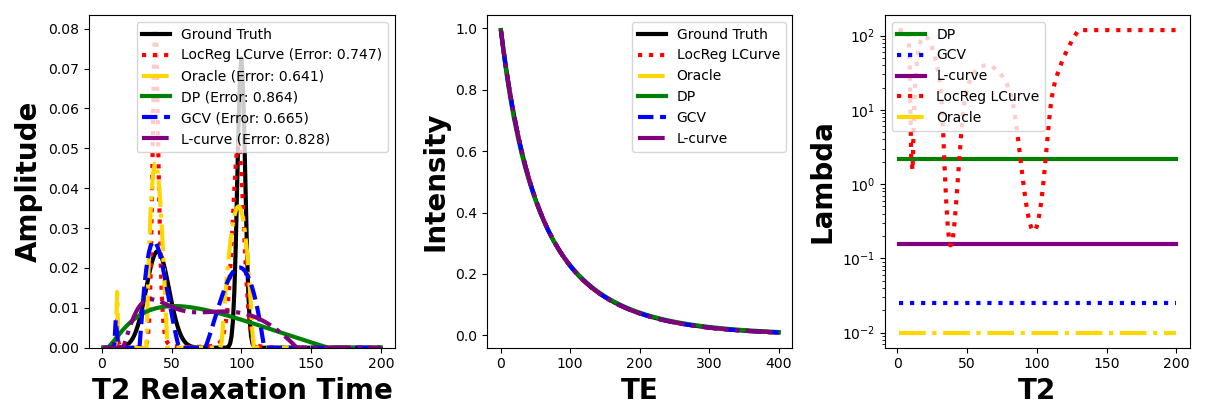 Amplitude
0.08
0.07
0.06
0.05
0.04
0.03
0.02
0.01
0.00
0 50 100 150 200
T2 Relaxation Time
Ground Truth
LocReg LCurve (Error: 0.747)
Oracle (Error: 0.641)
DP (Error: 0.864)
GCV (Error: 0.665)
L-curve (Error: 0.828)
Intensity
1.0
0.8
0.6
0.4
0.2
0.0
0 100 200 300 400
TE
Ground Truth
LocReg LCurve
Oracle
DP
GCV
L-curve
Lambda
10²
10¹
10⁰
10⁻¹
10⁻²
0 50 100 150 200
T2
DP
GCV
L-curve
LocReg LCurve
Oracle